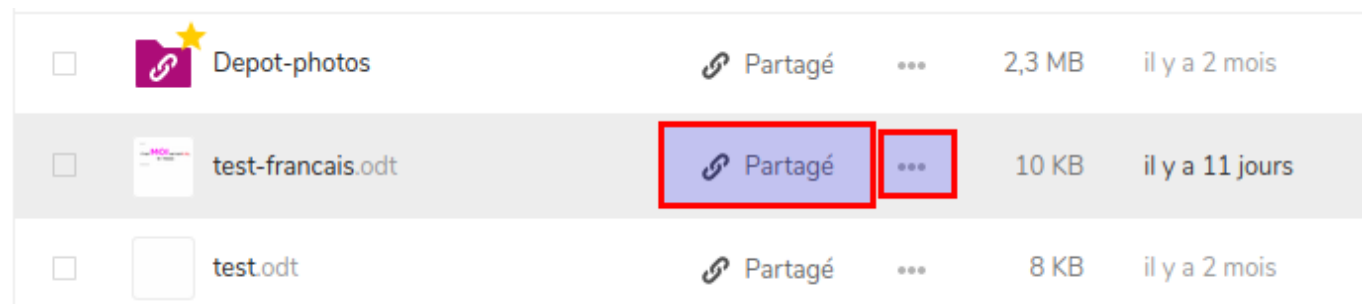 Depot-photos Partagé ••• 2,3 MB il y a 2 mois
MOI
test-francais.odt Partagé ••• 10 KB il y a 11 jours
test.odt Partagé ••• 8 KB il y a 2 mois